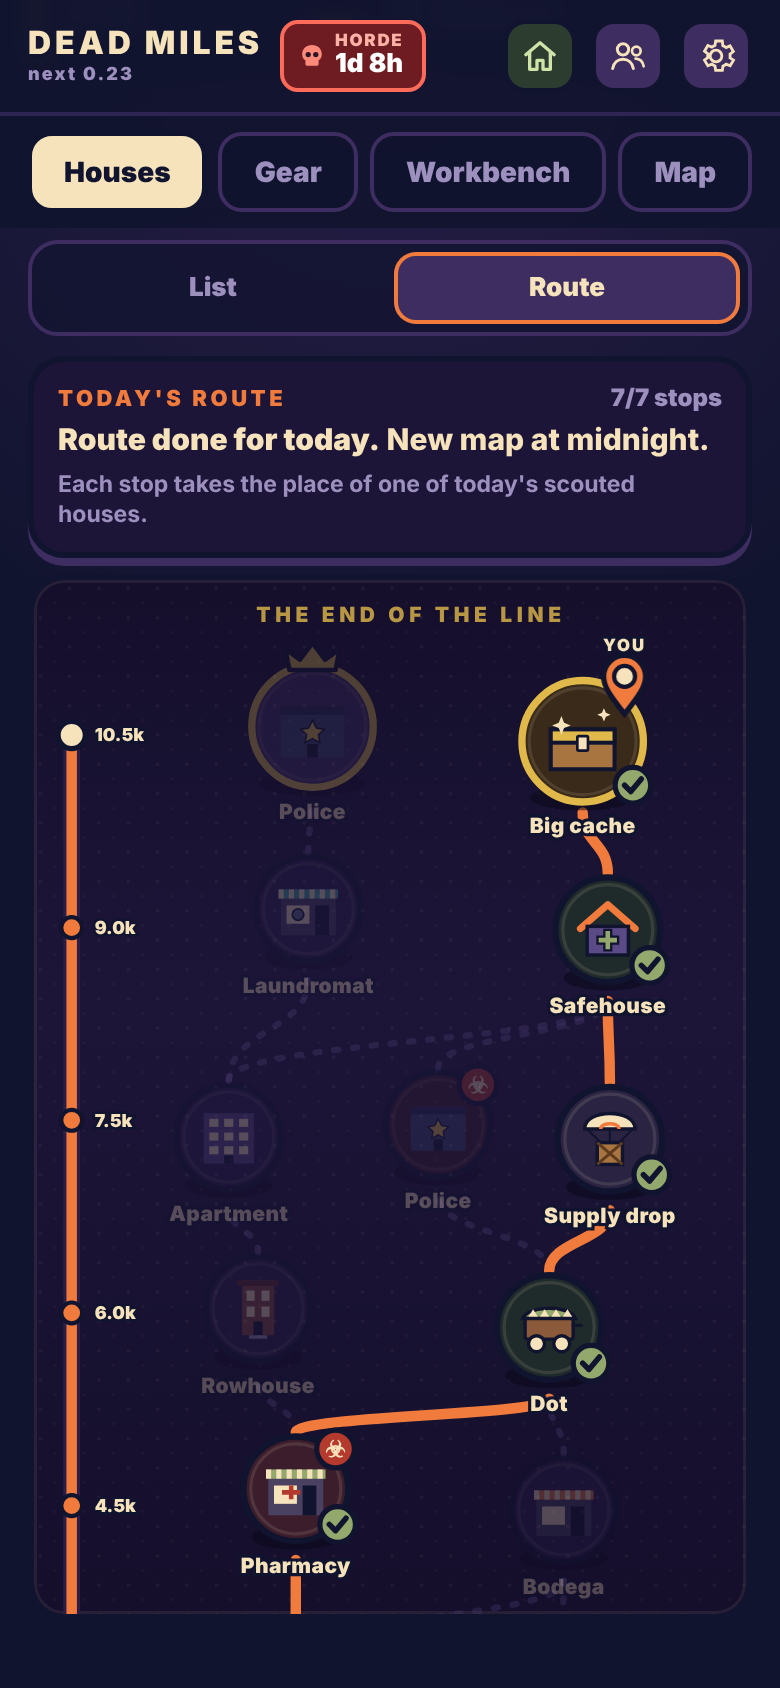 DEAD MILES
next 0.23
HORDE
1d 8h
Houses
Gear
Workbench
Map
List
Route
TODAY'S ROUTE
7/7 stops
Route done for today. New map at midnight.
Each stop takes the place of one of today's scouted
houses.
THE END OF THE LINE
YOU
10.5k
Police
Big cache
9.0k
Laundromat
Safehouse
7.5k
Police
Apartment
Supply drop
6.0k
Rowhouse
Dot
4.5k
Pharmacy
Bodega